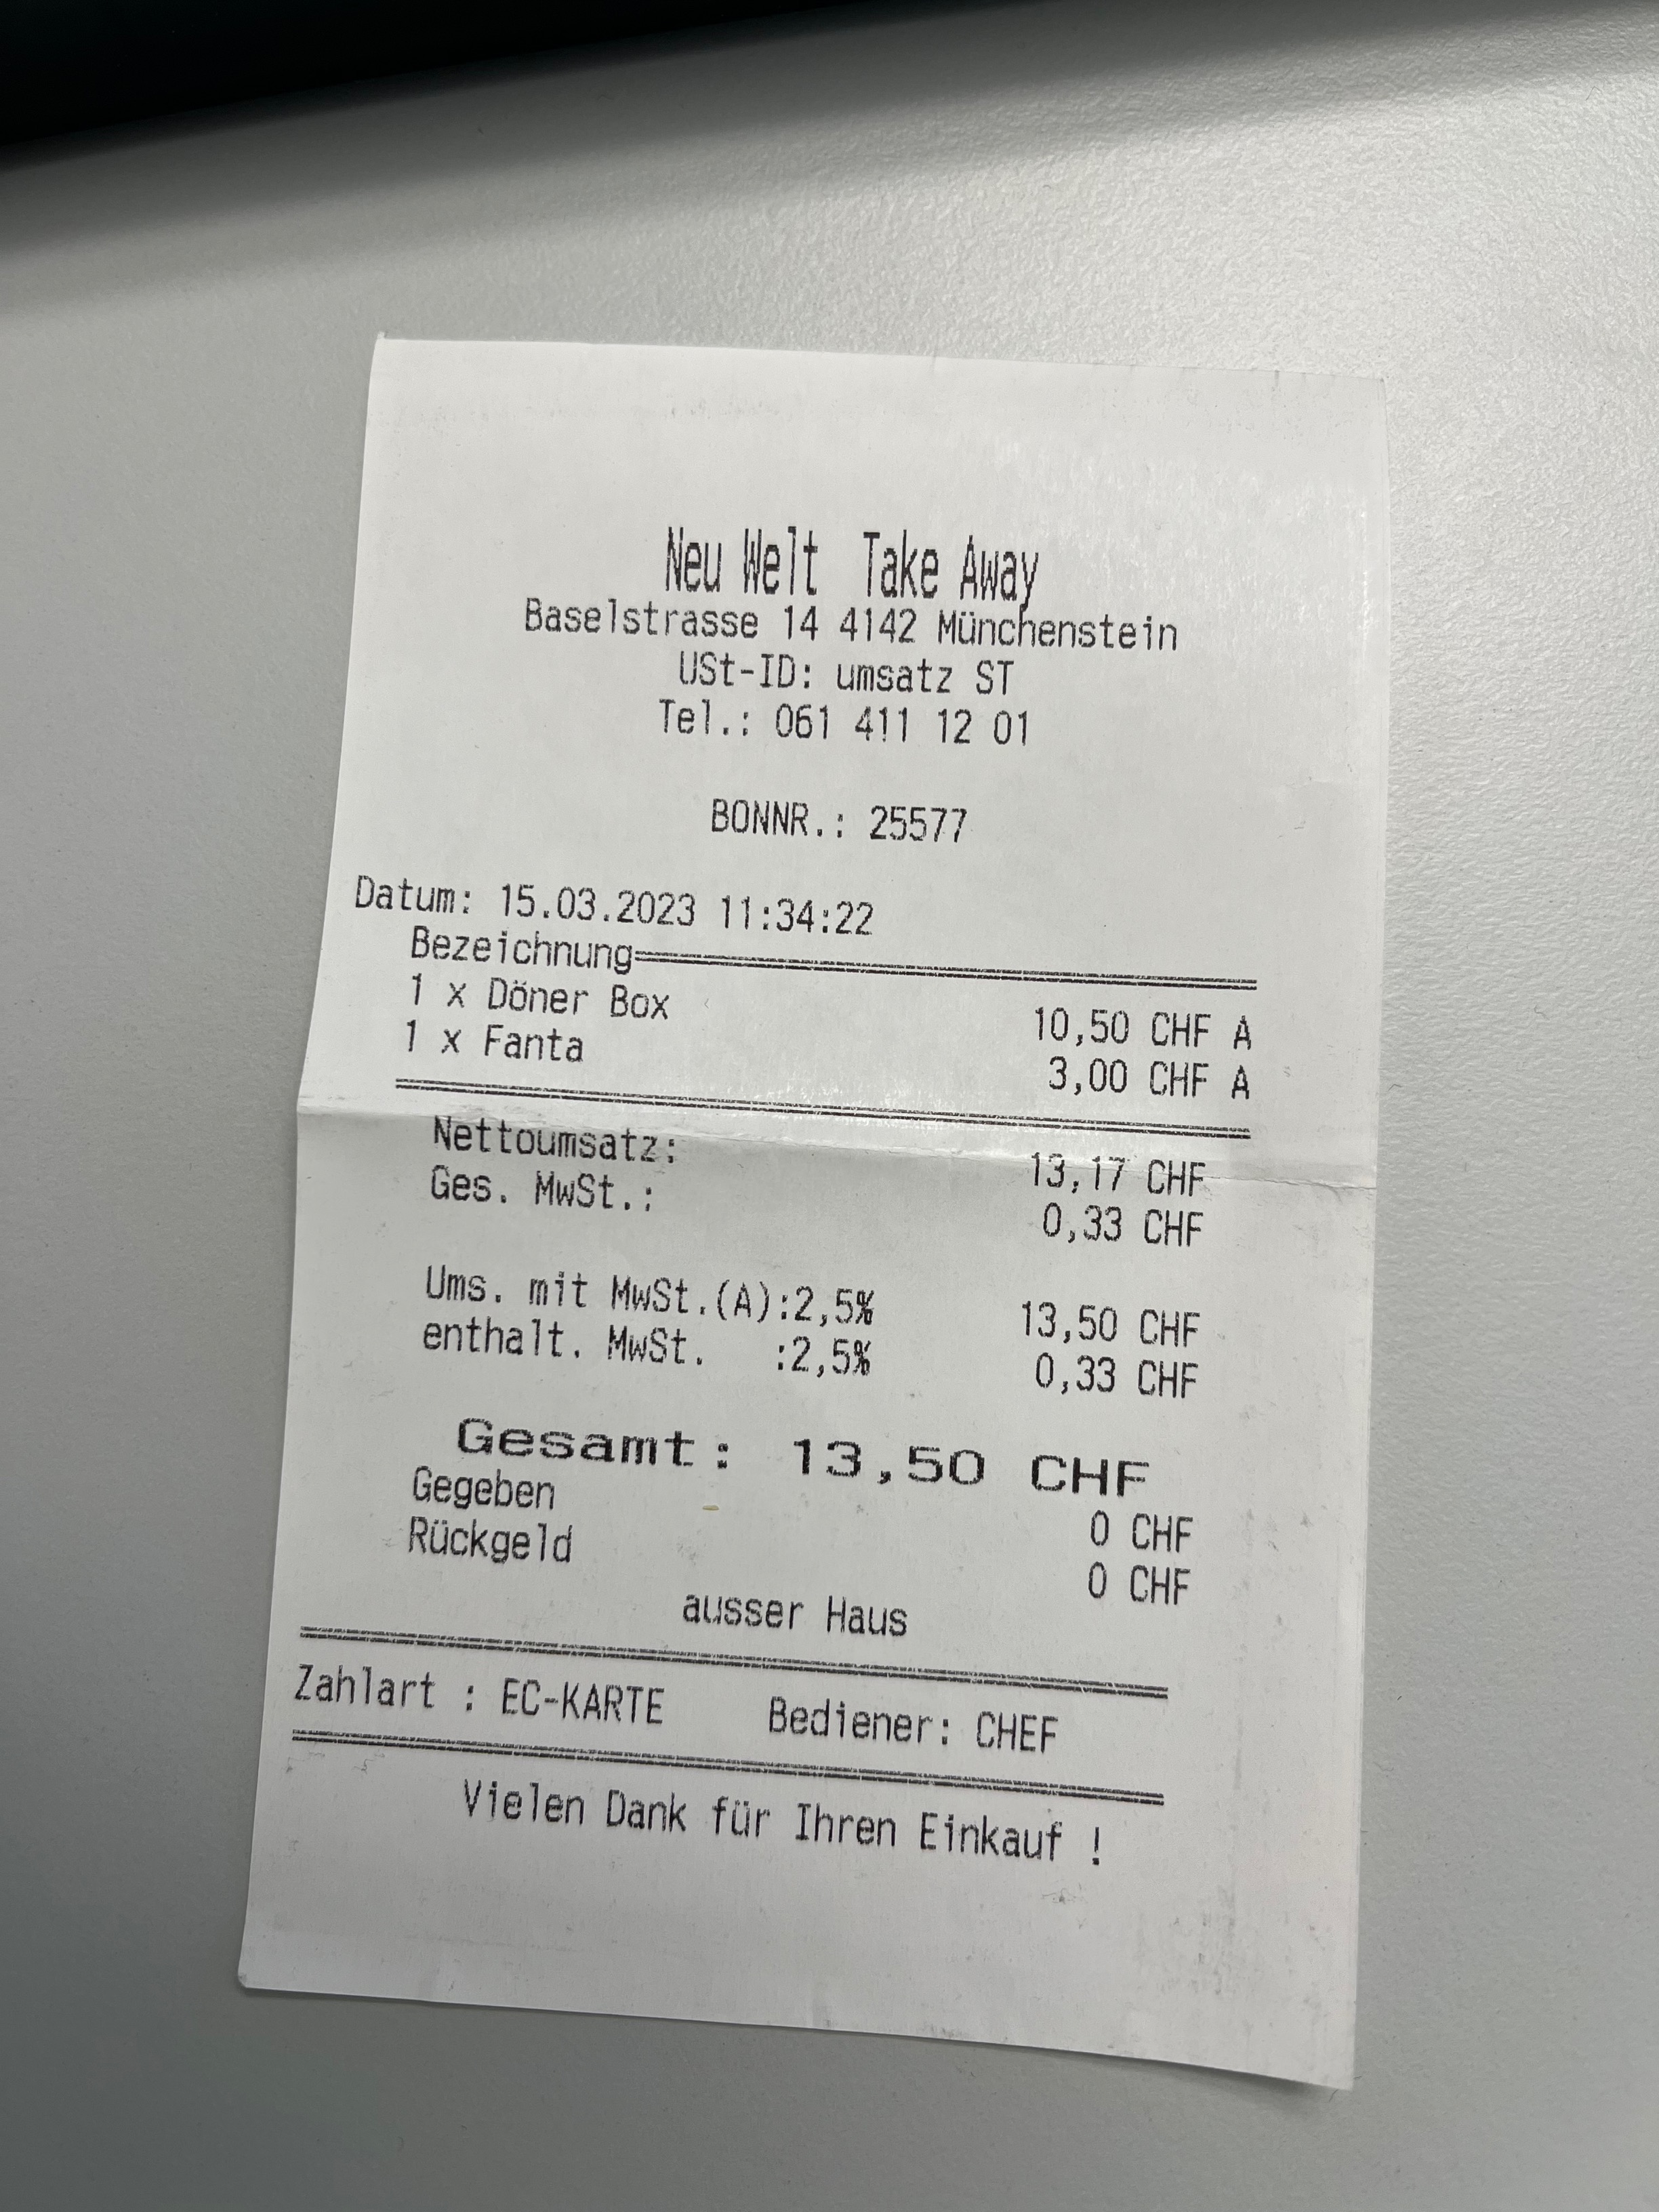 Neu Welt Take Away
Baselstrasse 14 4142 Münchenstein
USt-ID: umsatz ST
Tel.: 061 411 12 01
BONNR.: 25577
Datum: 15.03.2023 11:34:22
Bezeichnung
1 x Döner Box 10,50 CHF A
1 x Fanta 3,00 CHF A
Nettoumsatz: 13,17 CHF
Ges. MwSt.: 0,33 CHF
Ums. mit MwSt.(A):2,5% 13,50 CHF
enthalt. MwSt. :2,5% 0,33 CHF
Gesamt: 13,50 CHF
Gegeben 0 CHF
Rückgeld 0 CHF
ausser Haus
Zahlart : EC-KARTE Bediener: CHEF
Vielen Dank für Ihren Einkauf !